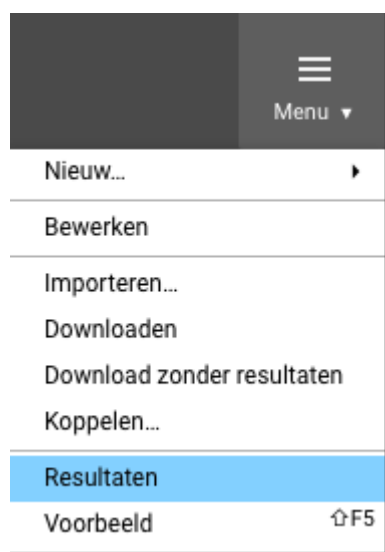 Menu ▼
Nieuw...
Bewerken
Importeren...
Downloaden
Download zonder resultaten
Koppelen...
Resultaten
Voorbeeld ⇧F5